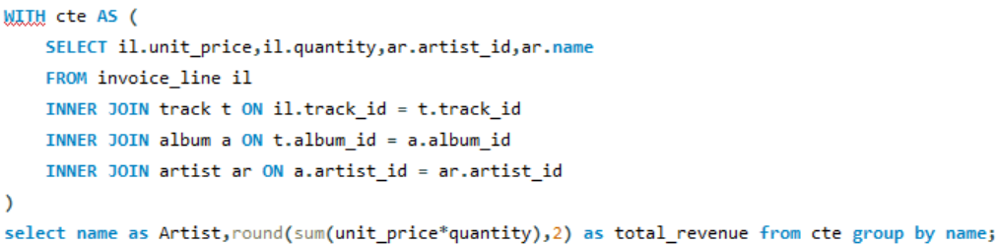 WITH cte AS (
SELECT il.unit_price,il.quantity,ar.artist_id,ar.name
FROM invoice_line il
INNER JOIN track t ON il.track_id = t.track_id
INNER JOIN album a ON t.album_id = a.album_id
INNER JOIN artist ar ON a.artist_id = ar.artist_id
)
select name as Artist,round(sum(unit_price*quantity),2) as total_revenue from cte group by name;